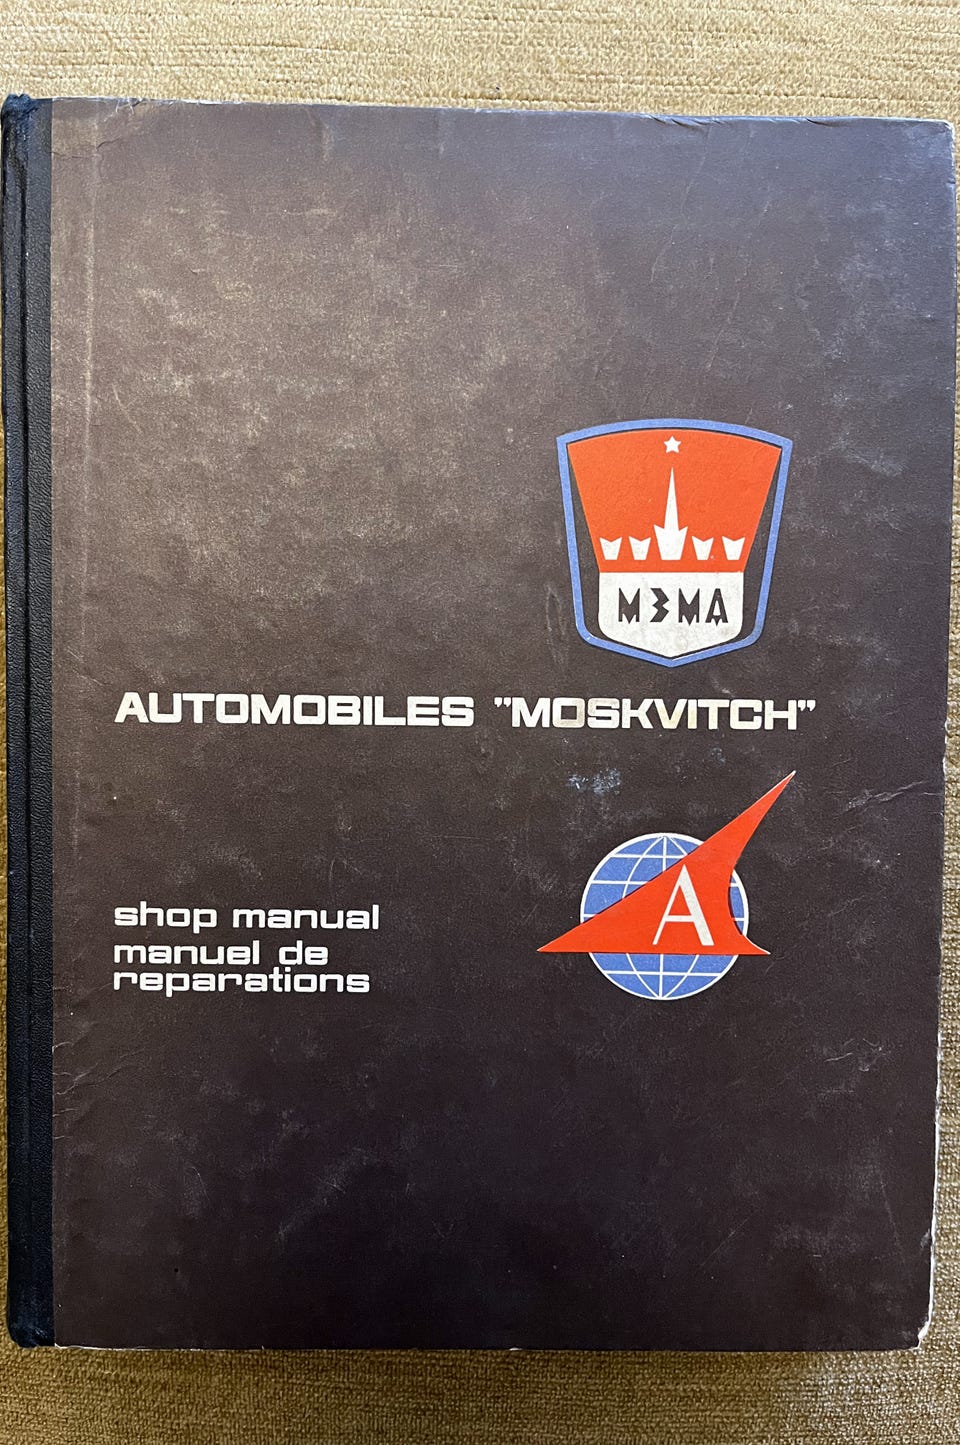 МЗМА
AUTOMOBILES "MOSKVITCH"
A
shop manual
manuel de
reparations